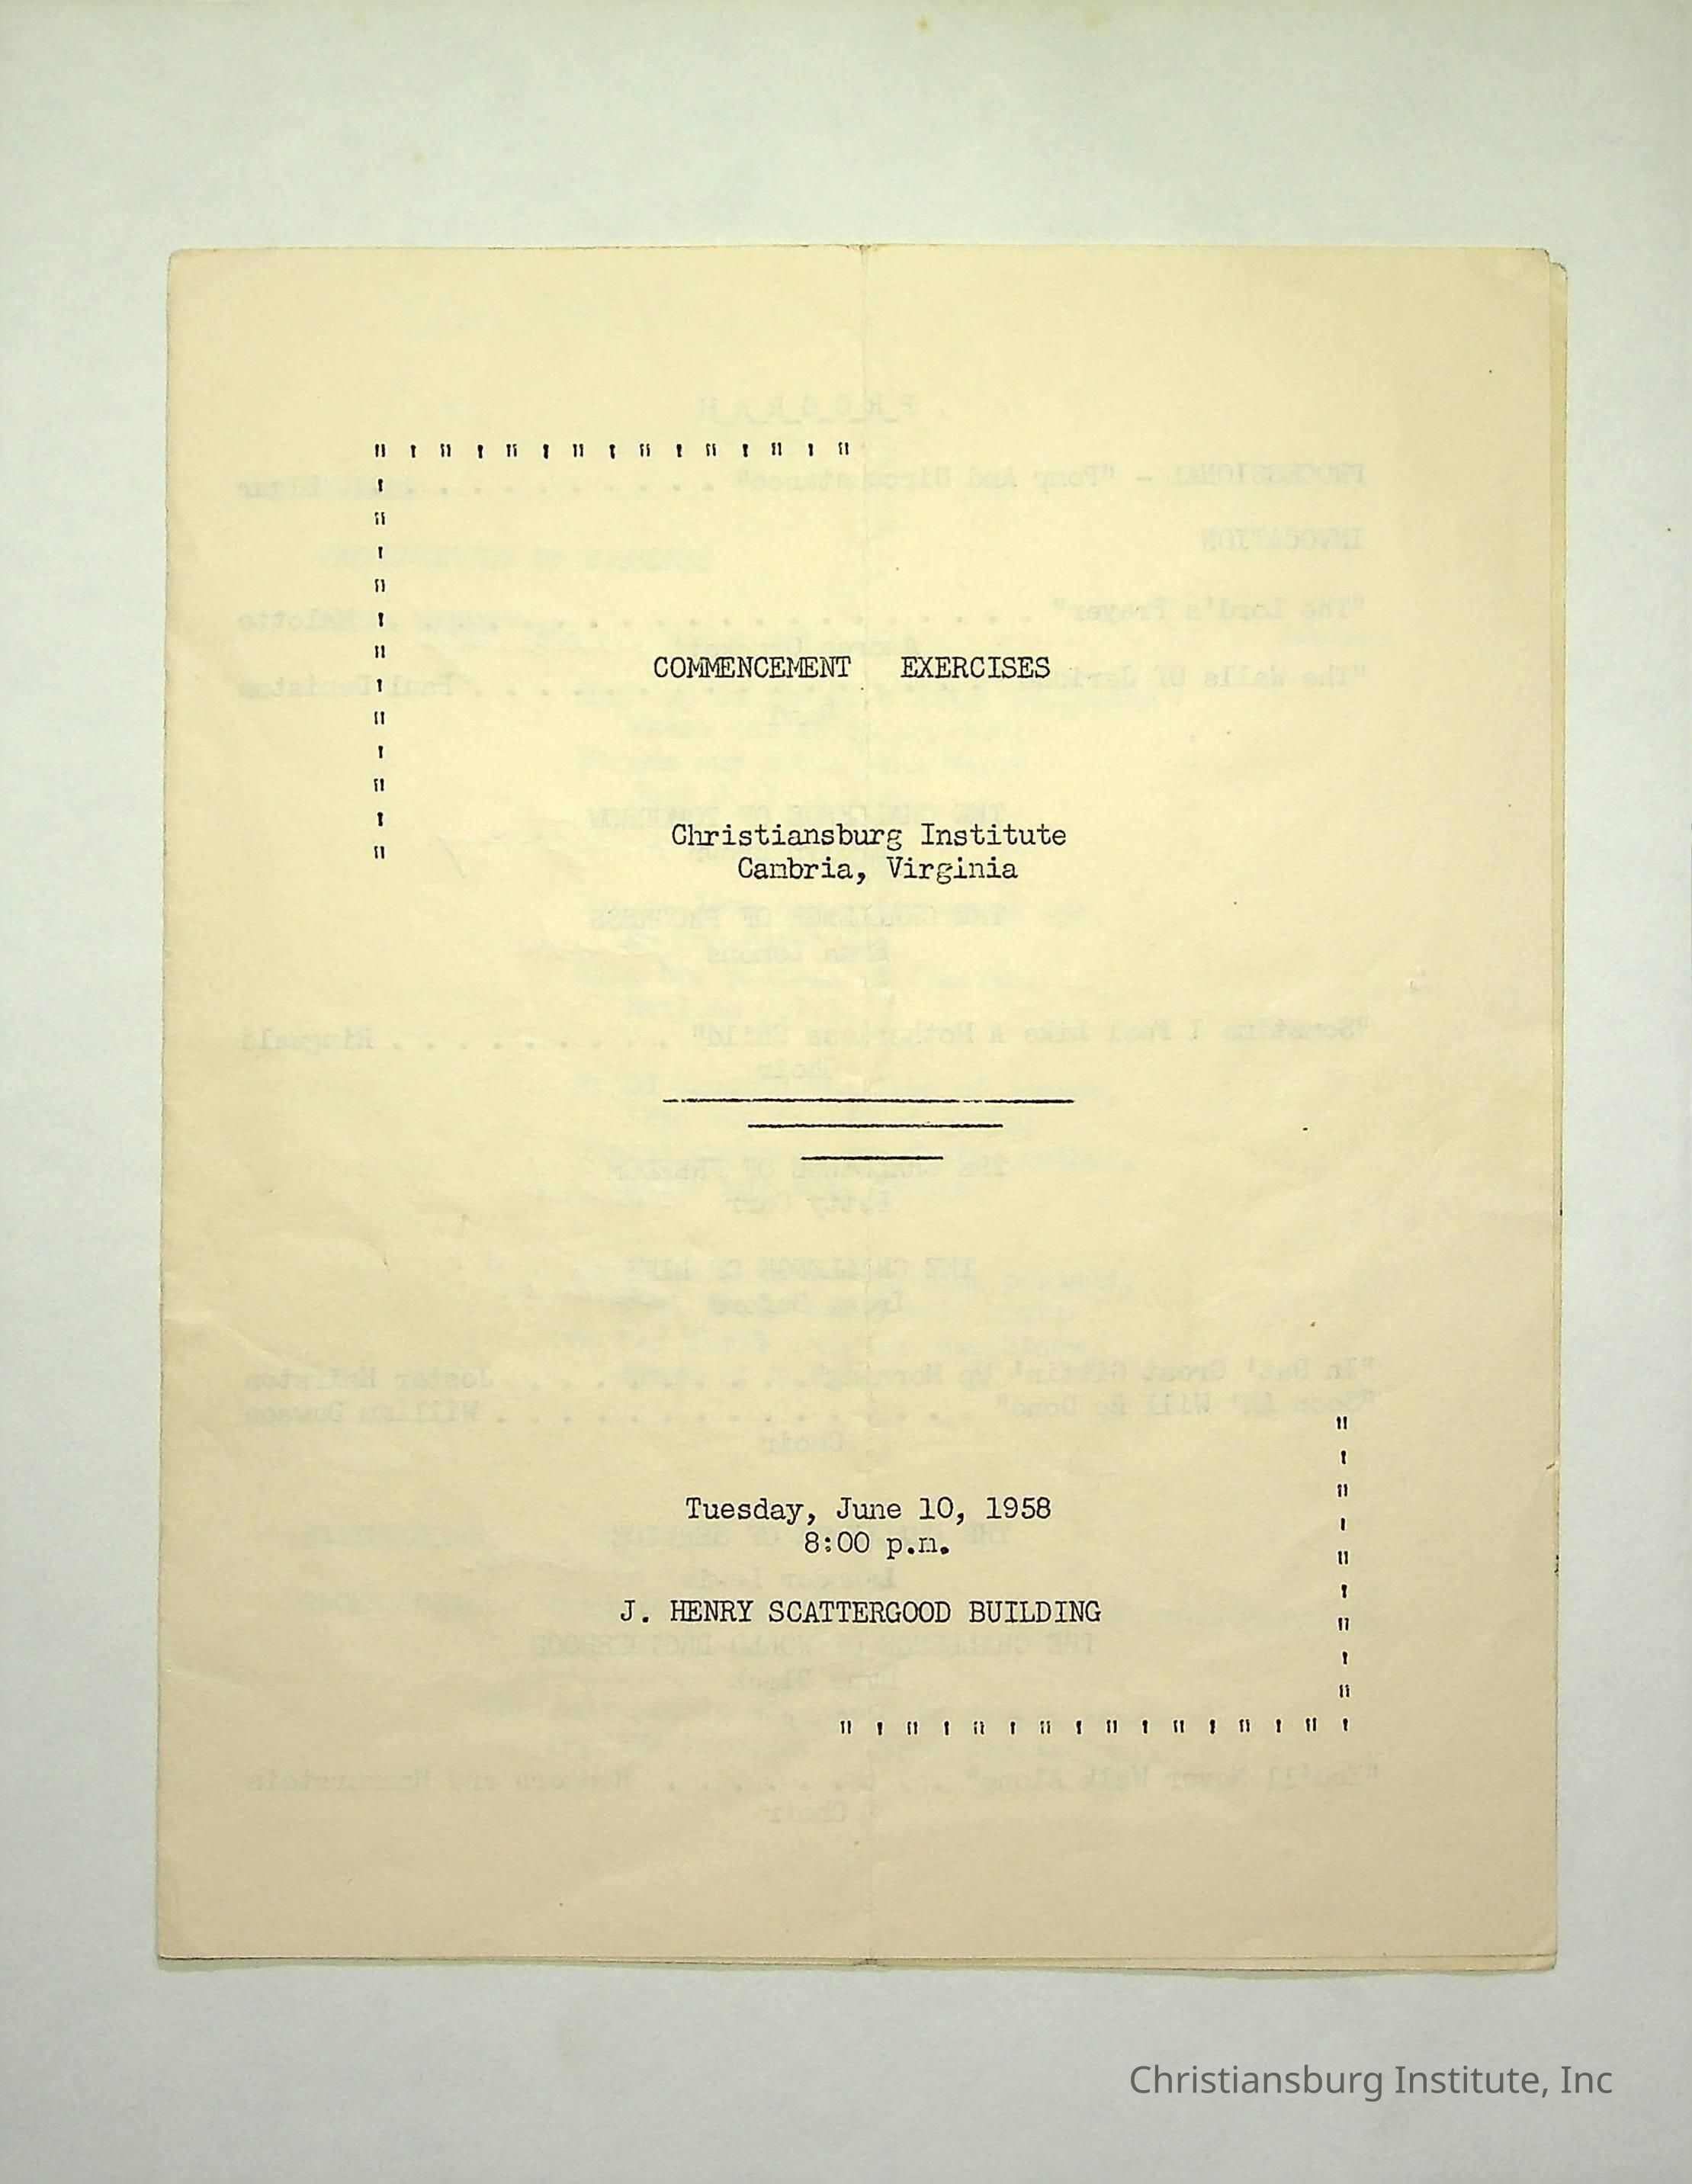 COMMENCEMENT EXERCISES
Christiansburg Institute
Cambria, Virginia
Tuesday, June 10, 1958
8:00 p.m.
J. HENRY SCATTERGOOD BUILDING
Christiansburg Institute, Inc